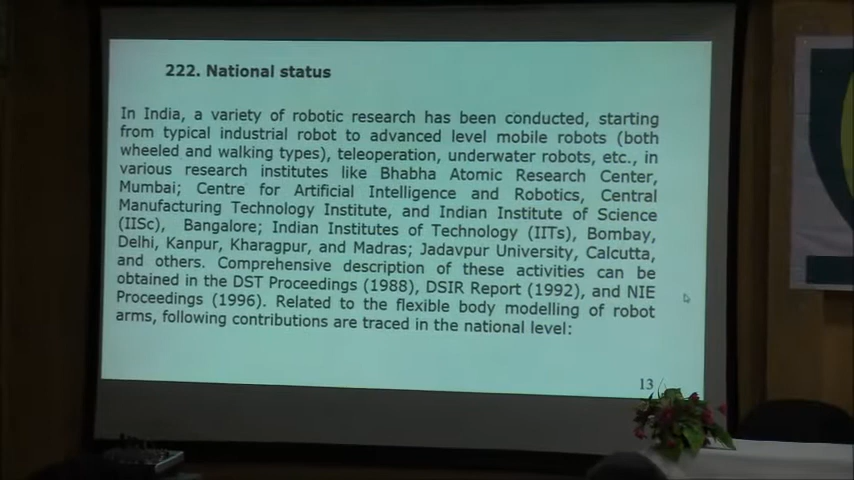 222. National status
In India, a variety of robotic research has been conducted, starting
from typical industrial robot to advanced level mobile robots (both
wheeled and walking types), teleoperation, underwater robots, etc., in
various research institutes like Bhabha Atomic Research Center,
Mumbai; Centre for Artificial Intelligence and Robotics, Central
Manufacturing Technology Institute, and Indian Institute of Science
(IISc), Bangalore; Indian Institutes of Technology (IITs), Bombay,
Delhi, Kanpur, Kharagpur, and Madras; Jadavpur University, Calcutta,
and others. Comprehensive description of these activities can be
obtained in the DST Proceedings (1988), DSIR Report (1992), and NIE
Proceedings (1996). Related to the flexible body modelling of robot
arms, following contributions are traced in the national level:
13